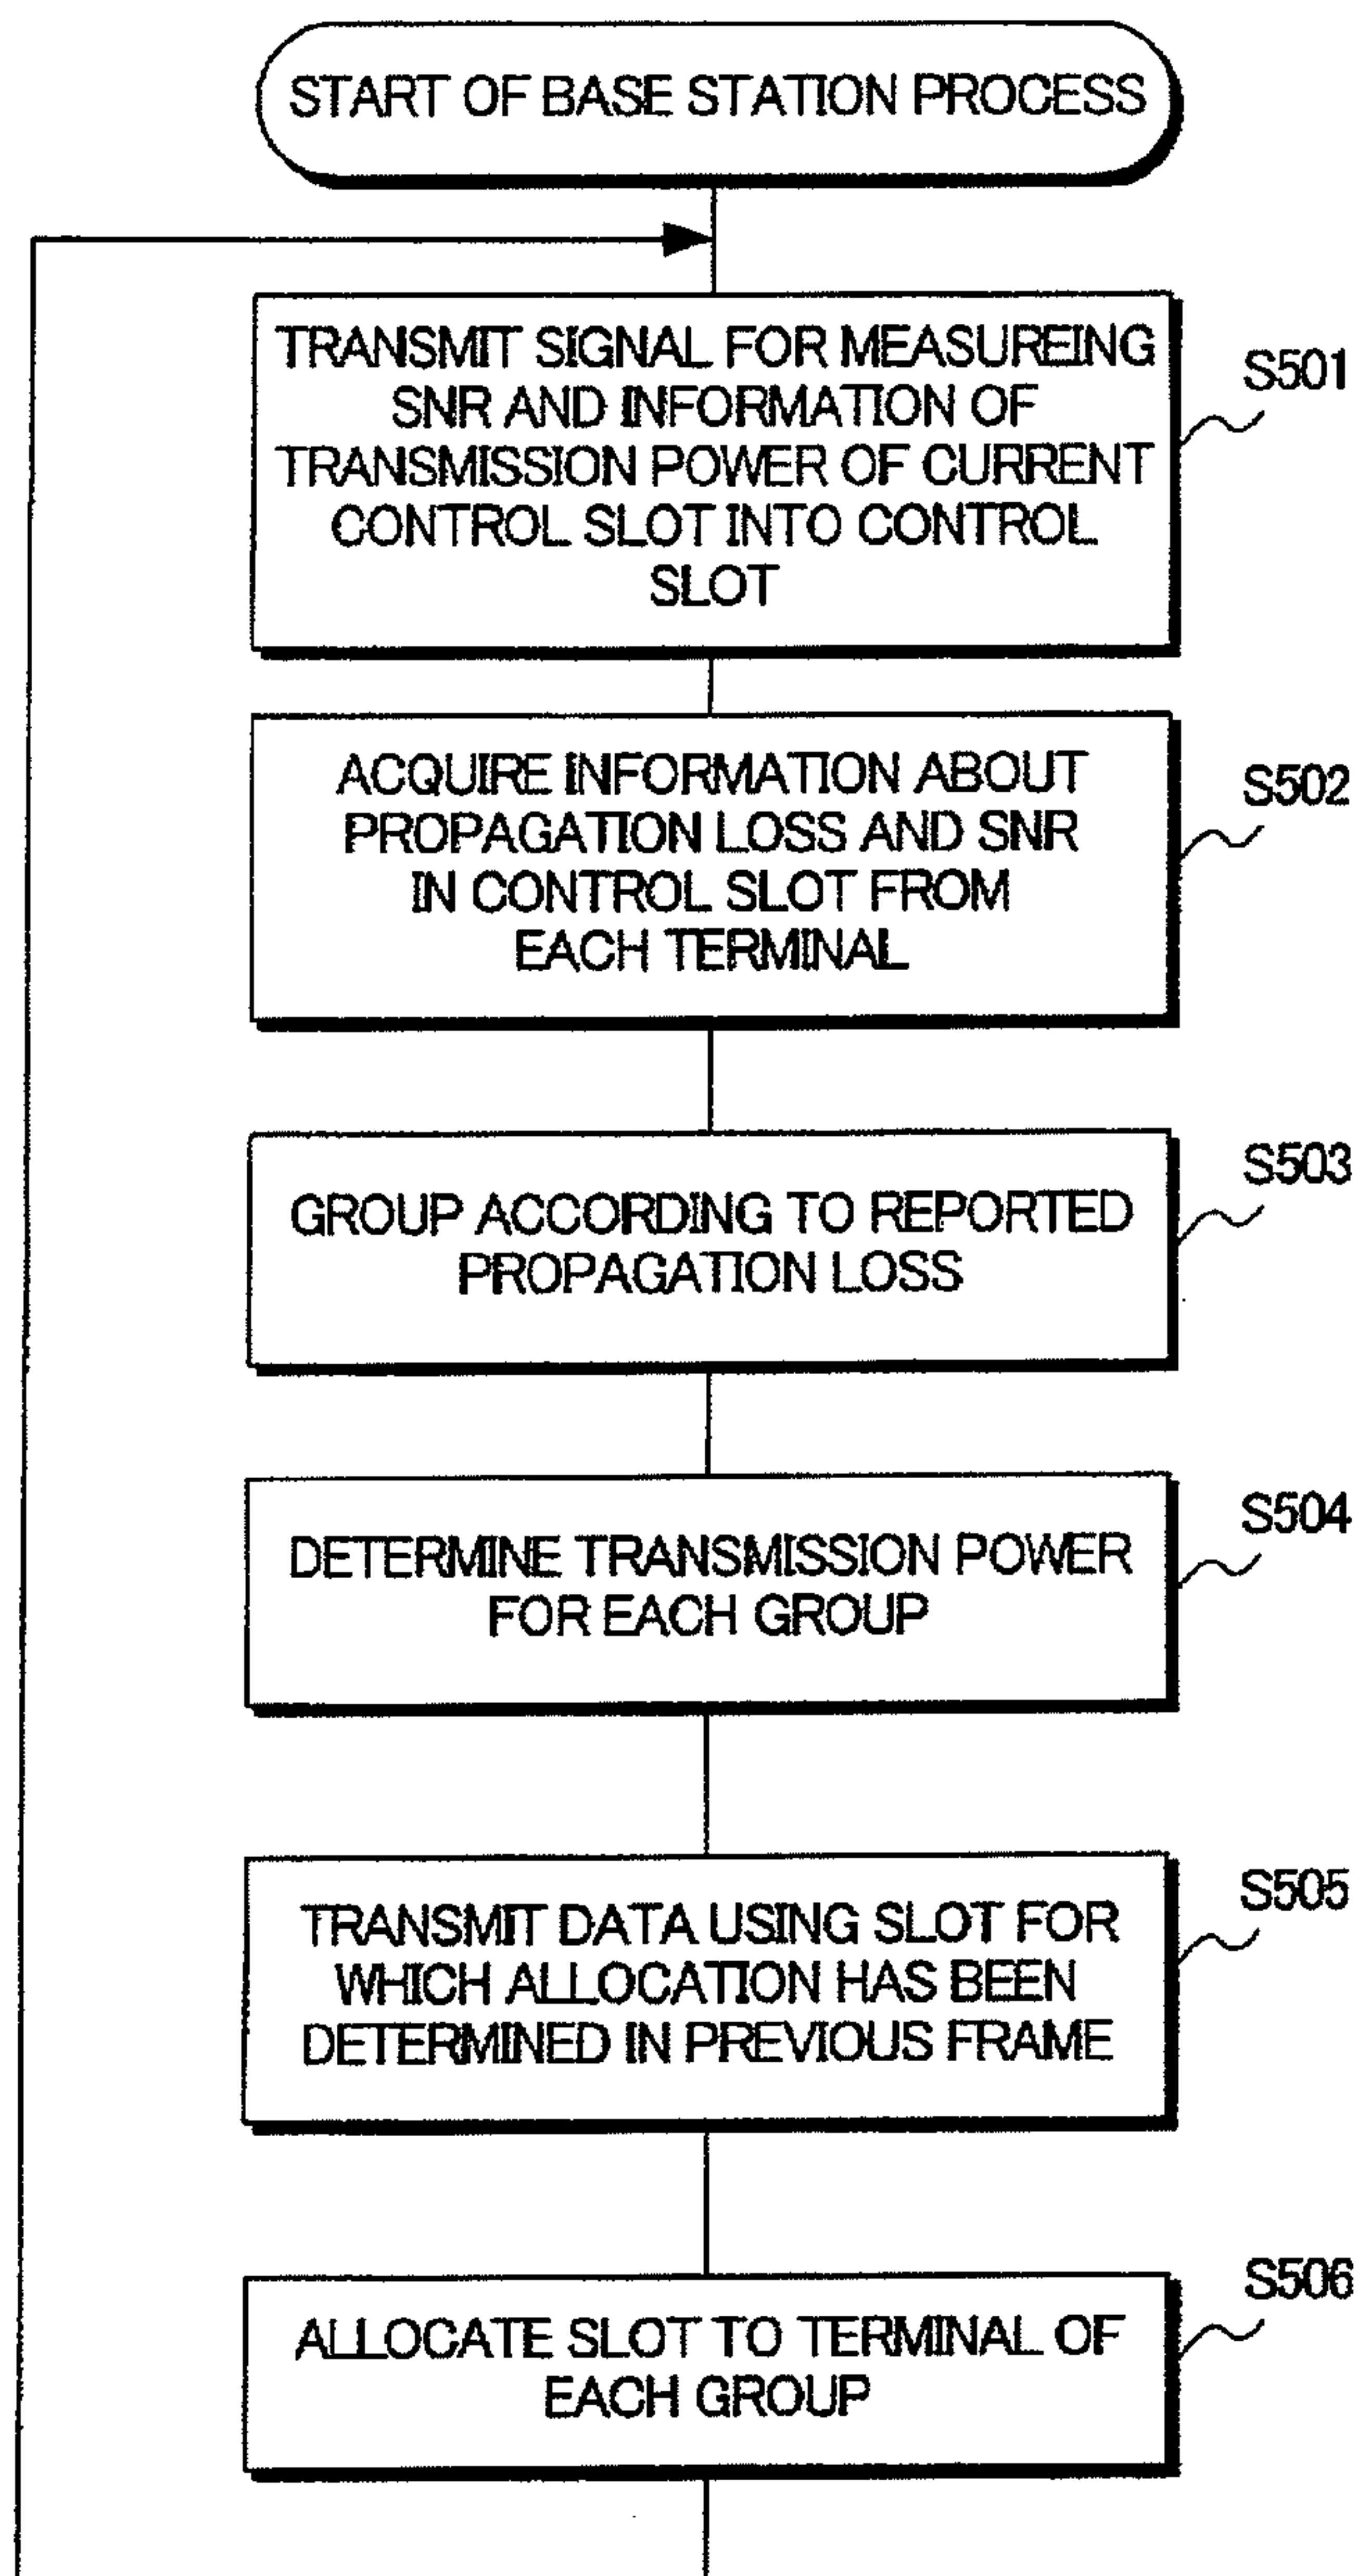 START OF BASE STATION PROCESS
TRANSMIT SIGNAL FOR MEASUREING
SNR AND INFORMATION OF
TRANSMISSION POWER OF CURRENT
CONTROL SLOT INTO CONTROL
SLOT
S501
ACQUIRE INFORMATION ABOUT
PROPAGATION LOSS AND SNR
IN CONTROL SLOT FROM
EACH TERMINAL
S502
GROUP ACCORDING TO REPORTED
PROPAGATION LOSS
S503
DETERMINE TRANSMISSION POWER
FOR EACH GROUP
S504
TRANSMIT DATA USING SLOT FOR
WHICH ALLOCATION HAS BEEN
DETERMINED IN PREVIOUS FRAME
S505
ALLOCATE SLOT TO TERMINAL OF
EACH GROUP
S506